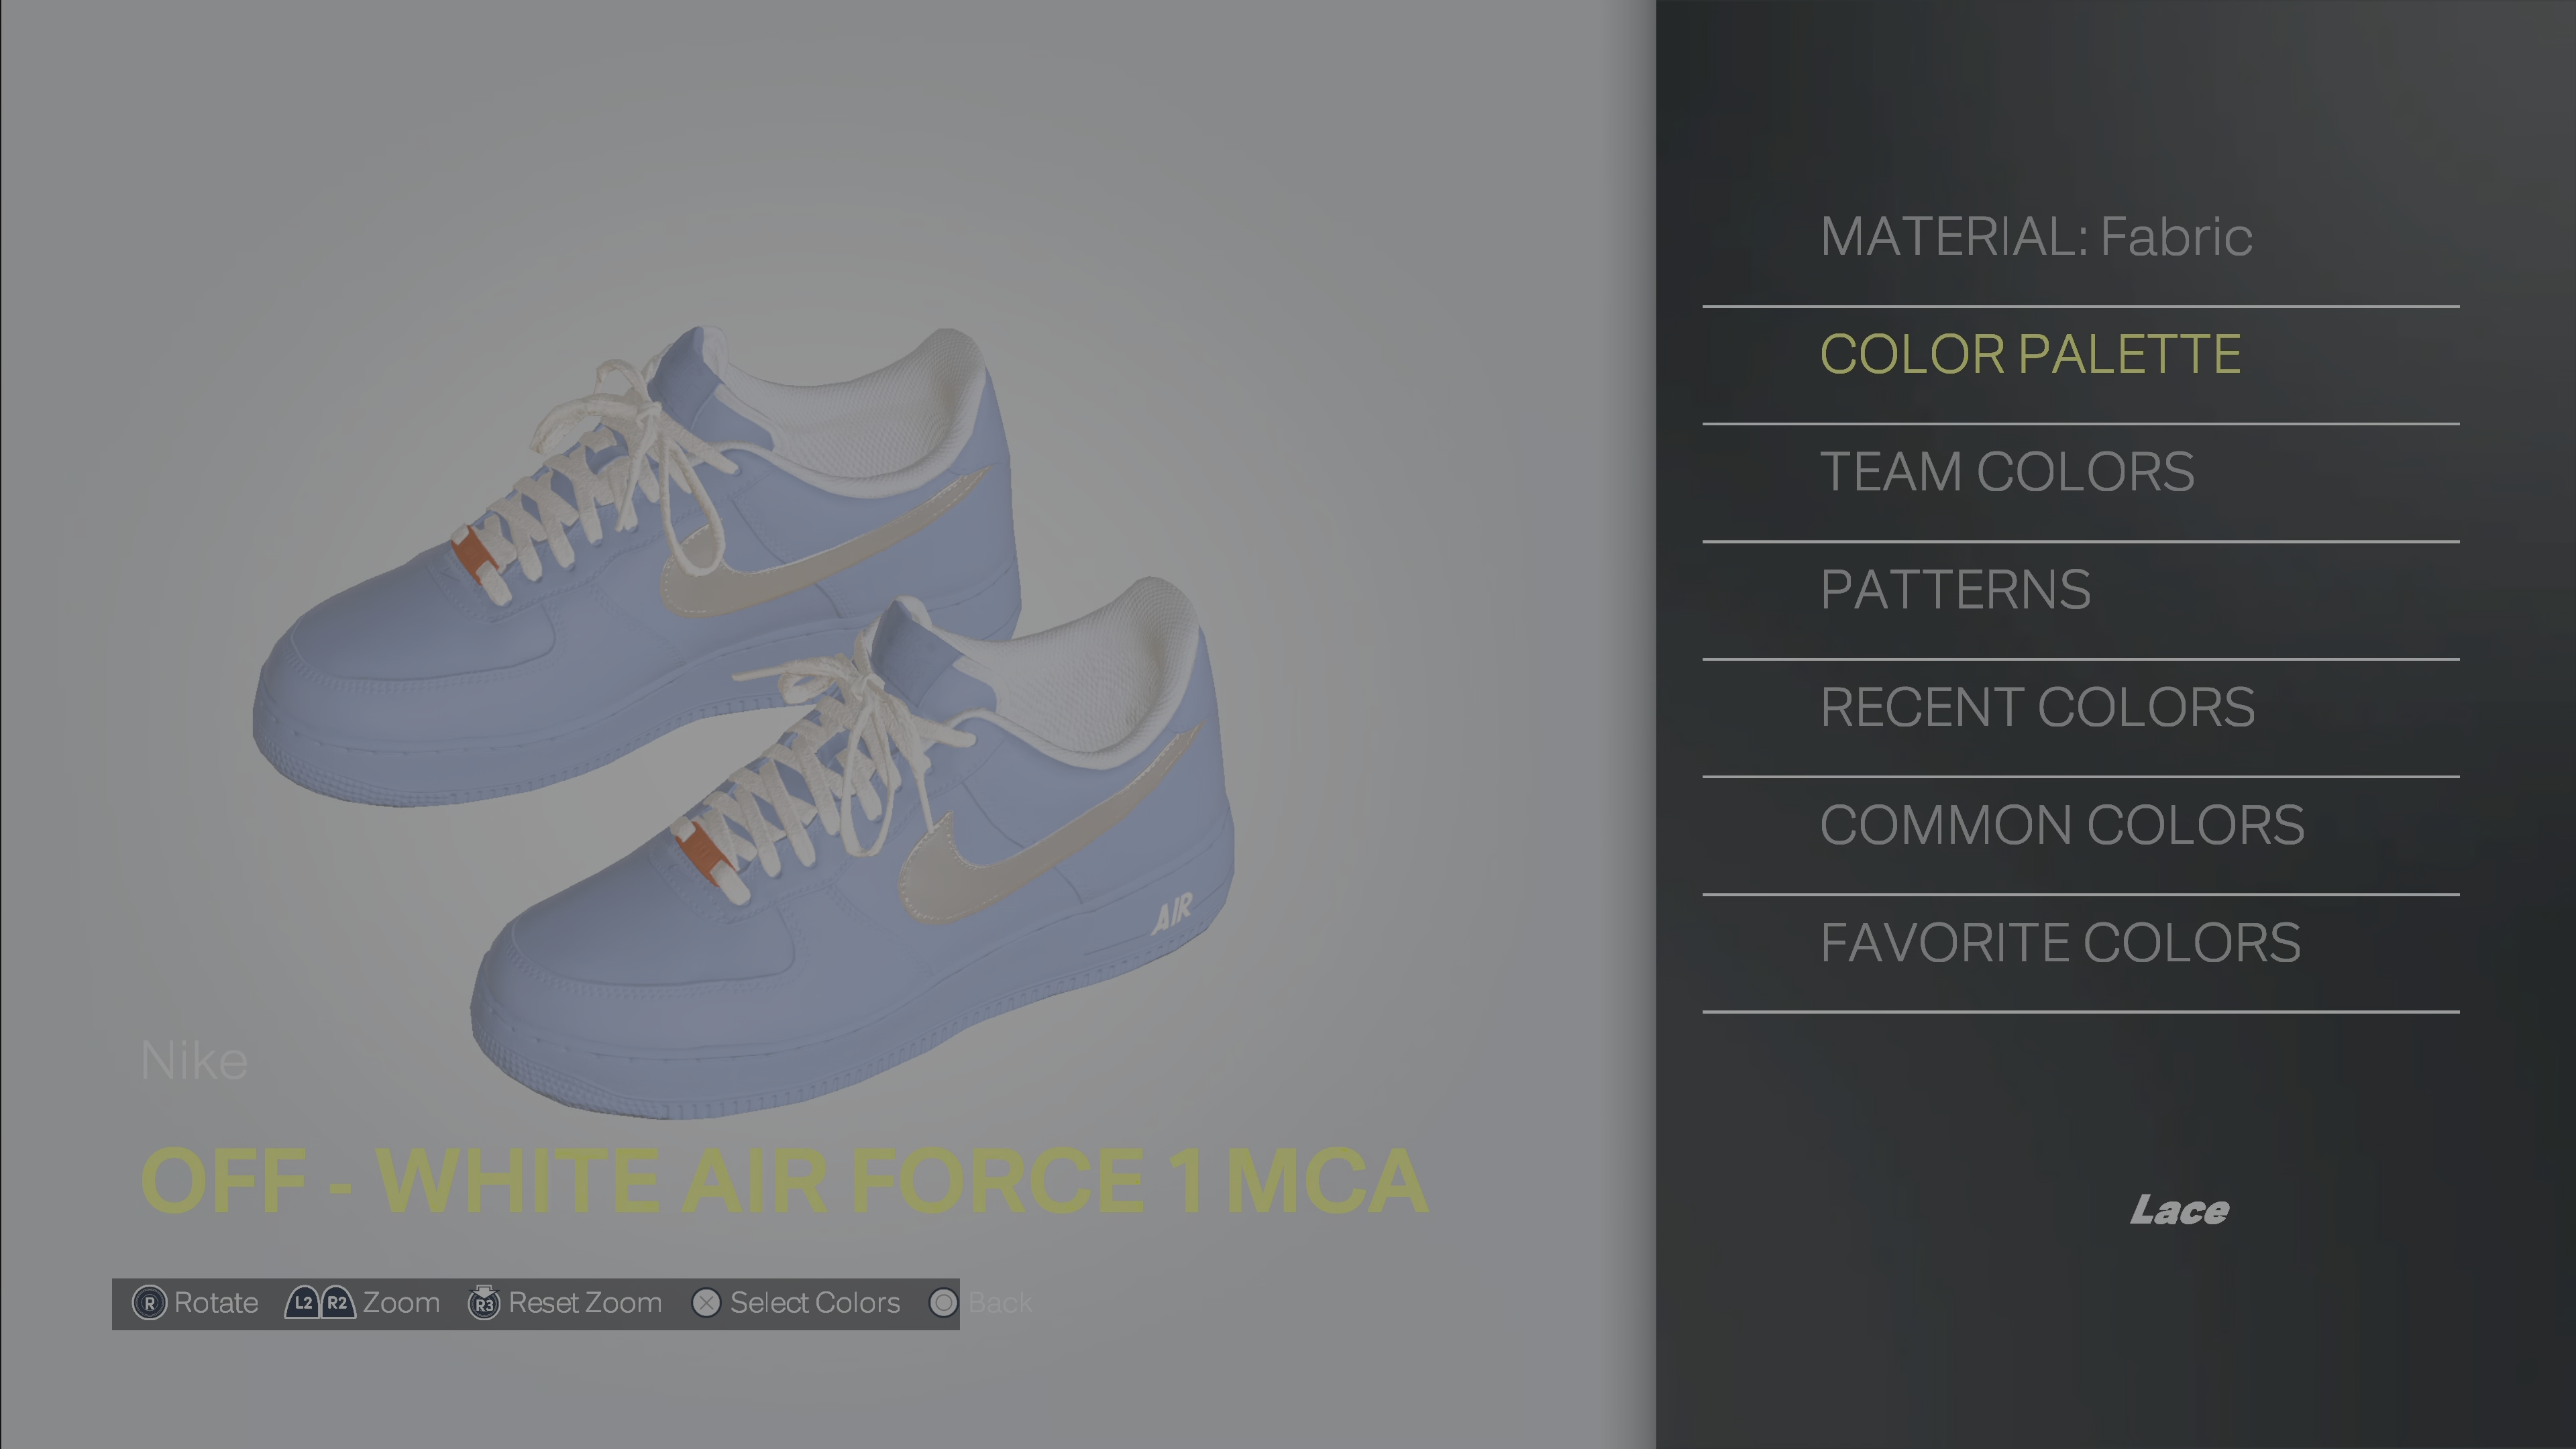 MATERIAL: Fabric
COLOR PALETTE
TEAM COLORS
PATTERNS
RECENT COLORS
COMMON COLORS
FAVORITE COLORS
Lace
AIR
Nike
OFF - WHITE AIR FORCE 1 MCA
R Rotate L2 R2 Zoom R3 Reset Zoom Select Colors Back